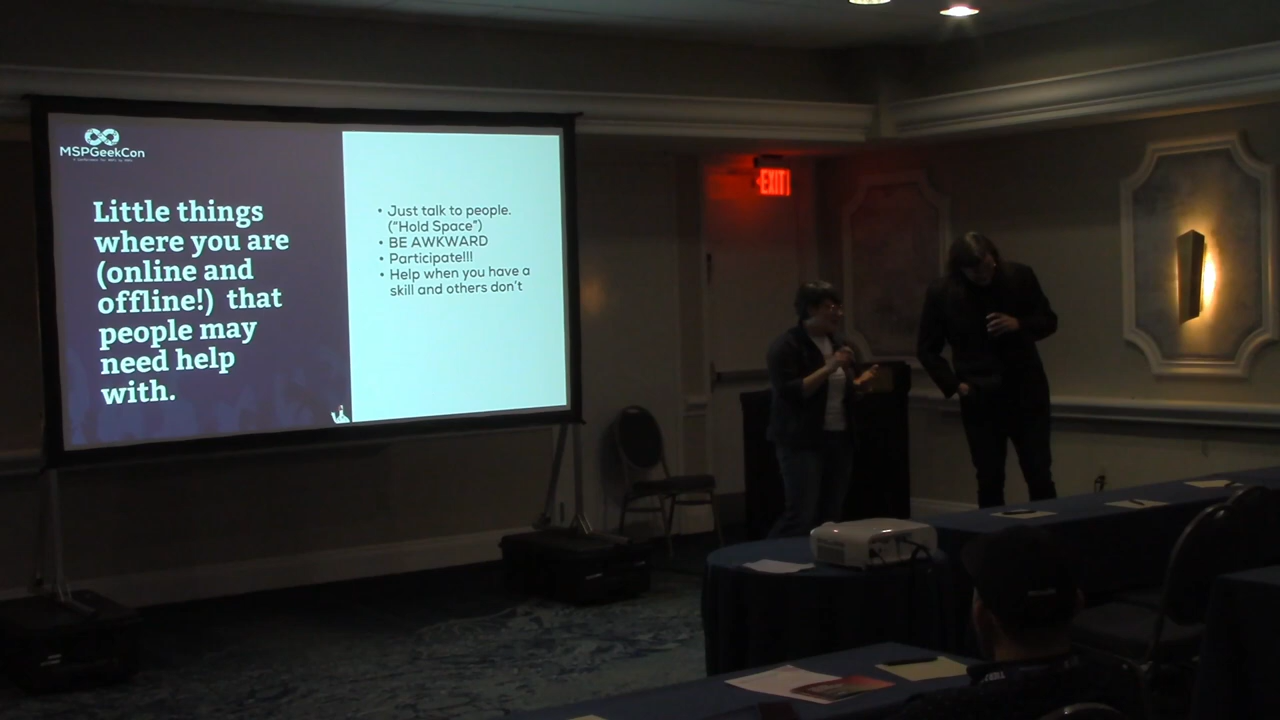 MSPGeekCon
Little things
where you are
(online and
offline!) that
people may
need help
with.
• Just talk to people.
("Hold Space")
• BE AWKWARD
• Participate!!!
• Help when you have a
skill and others don't
EXIT